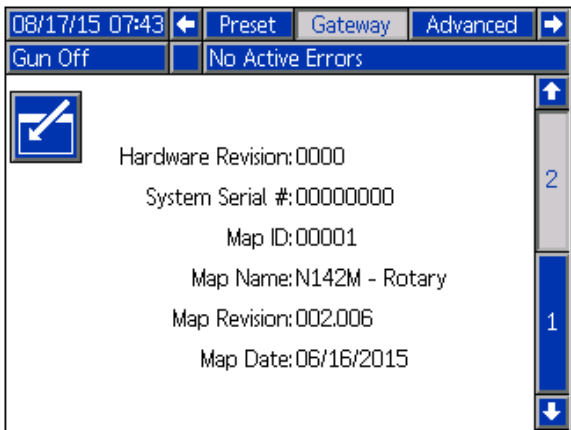 08/17/15 07:43 Preset Gateway Advanced
Gun Off No Active Errors
Hardware Revision: 0000
System Serial #: 00000000
2
Map ID: 00001
Map Name: N142M - Rotary
Map Revision: 002.006
1
Map Date: 06/16/2015